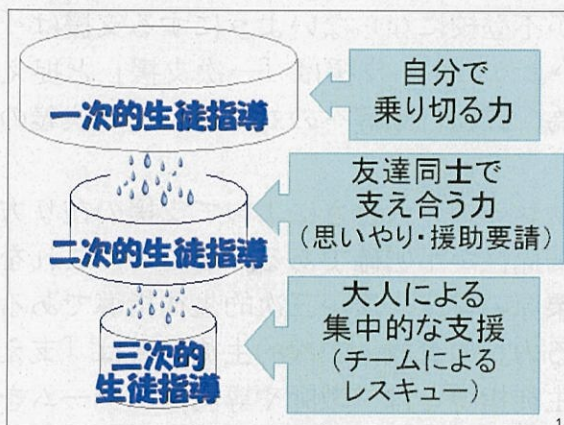 一次的生徒指導
自分で
乗り切る力
二次的生徒指導
友達同士で
支え合う力
(思いやり・援助要請)
三次的
生徒指導
大人による
集中的な支援
(チームによる
レスキュー)
1